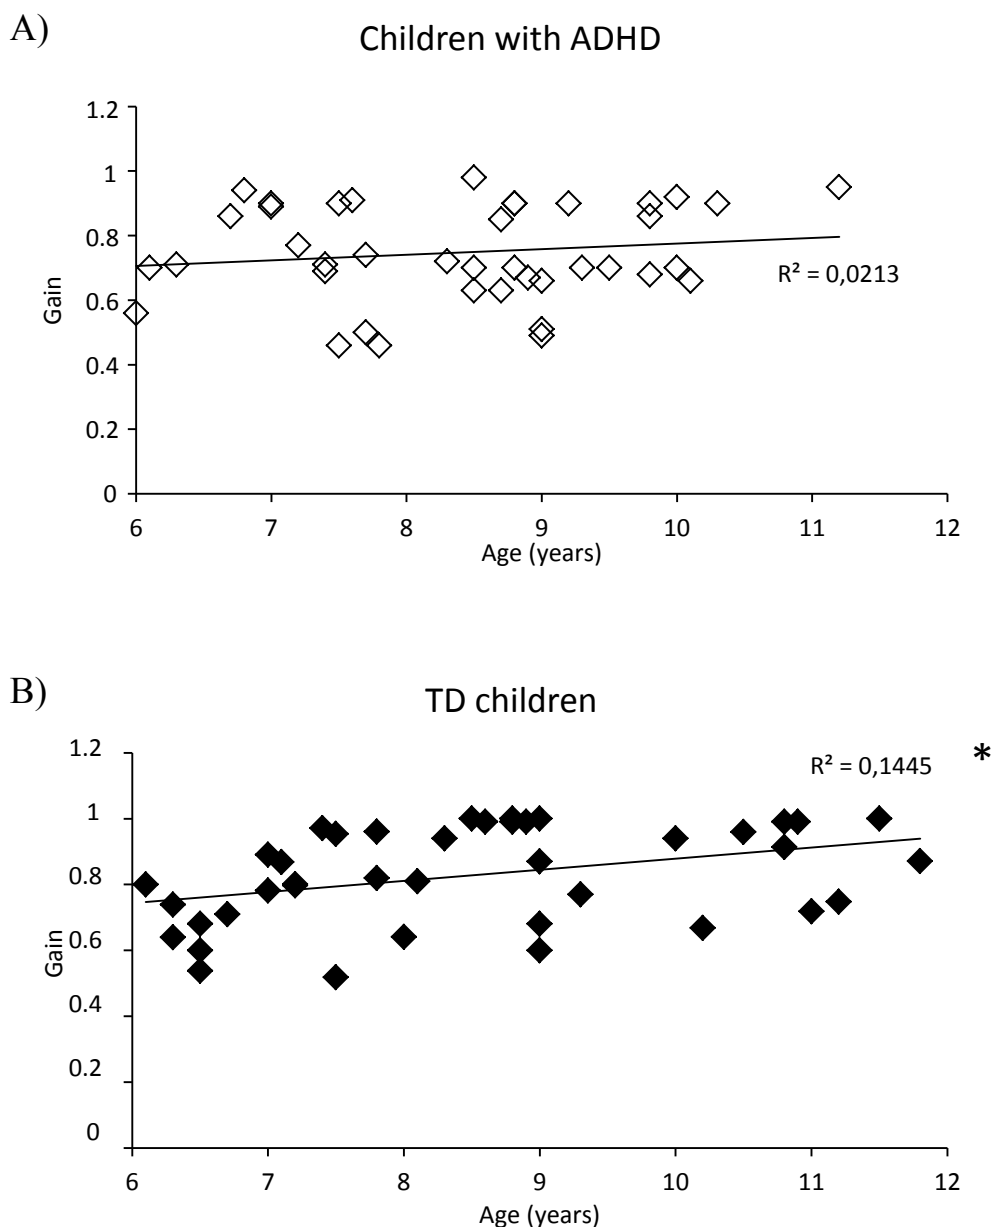 A)
Children with ADHD
1.2
1
0.8
0.6
0.4
0.2
0
Gain
R² = 0,0213
6 7 8 9 10 11 12
Age (years)
B)
TD children
*
1.2
1
0.8
0.6
0.4
0.2
0
Gain
R² = 0,1445
6 7 8 9 10 11 12
Age (years)